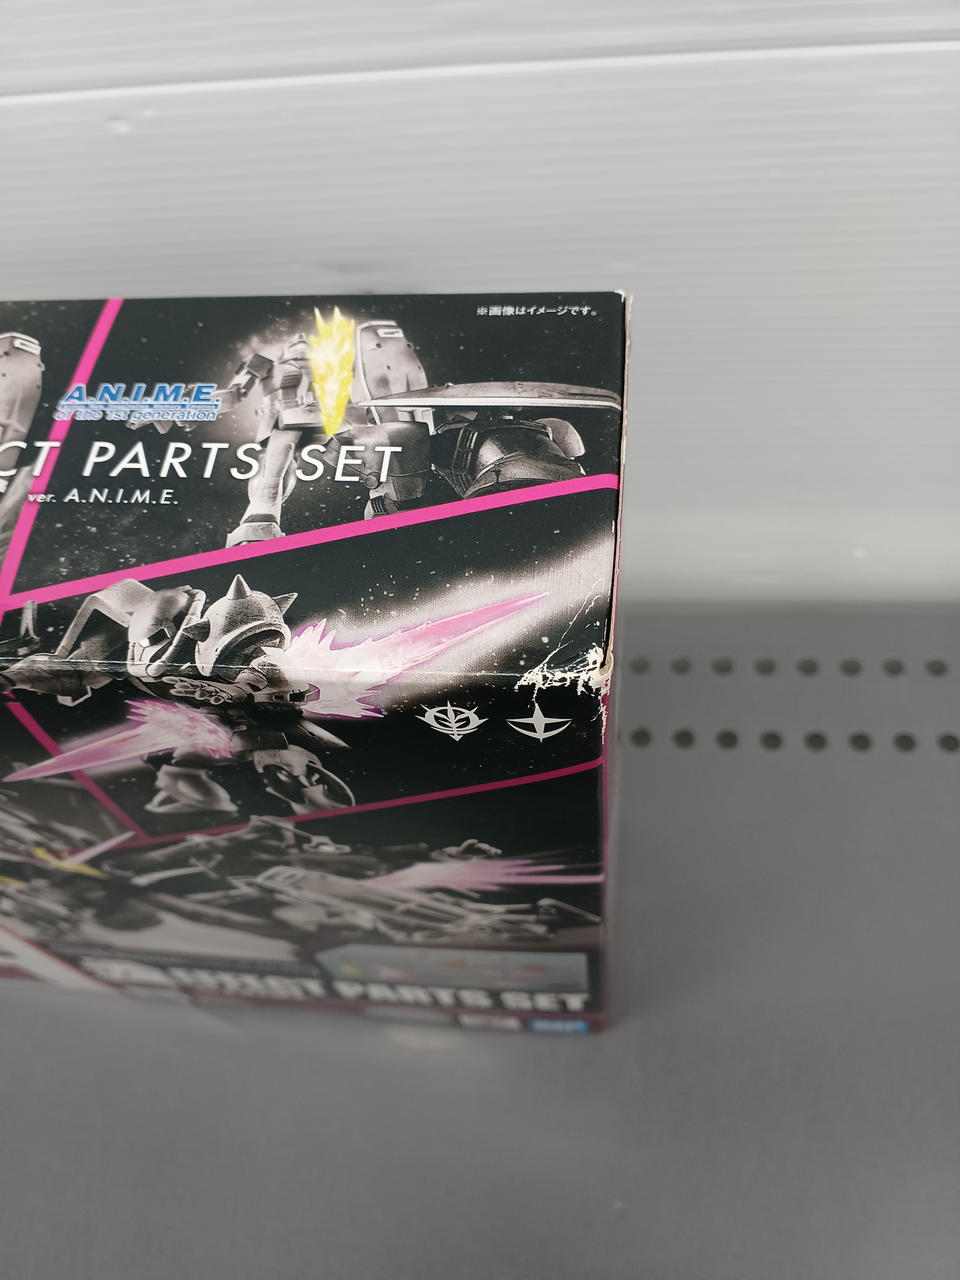 ※画像はイメージです。
A.N.I.M.E.
of the 1st generation
CT PARTS SET
ver. A.N.I.M.E.
EFFECT PARTS SET